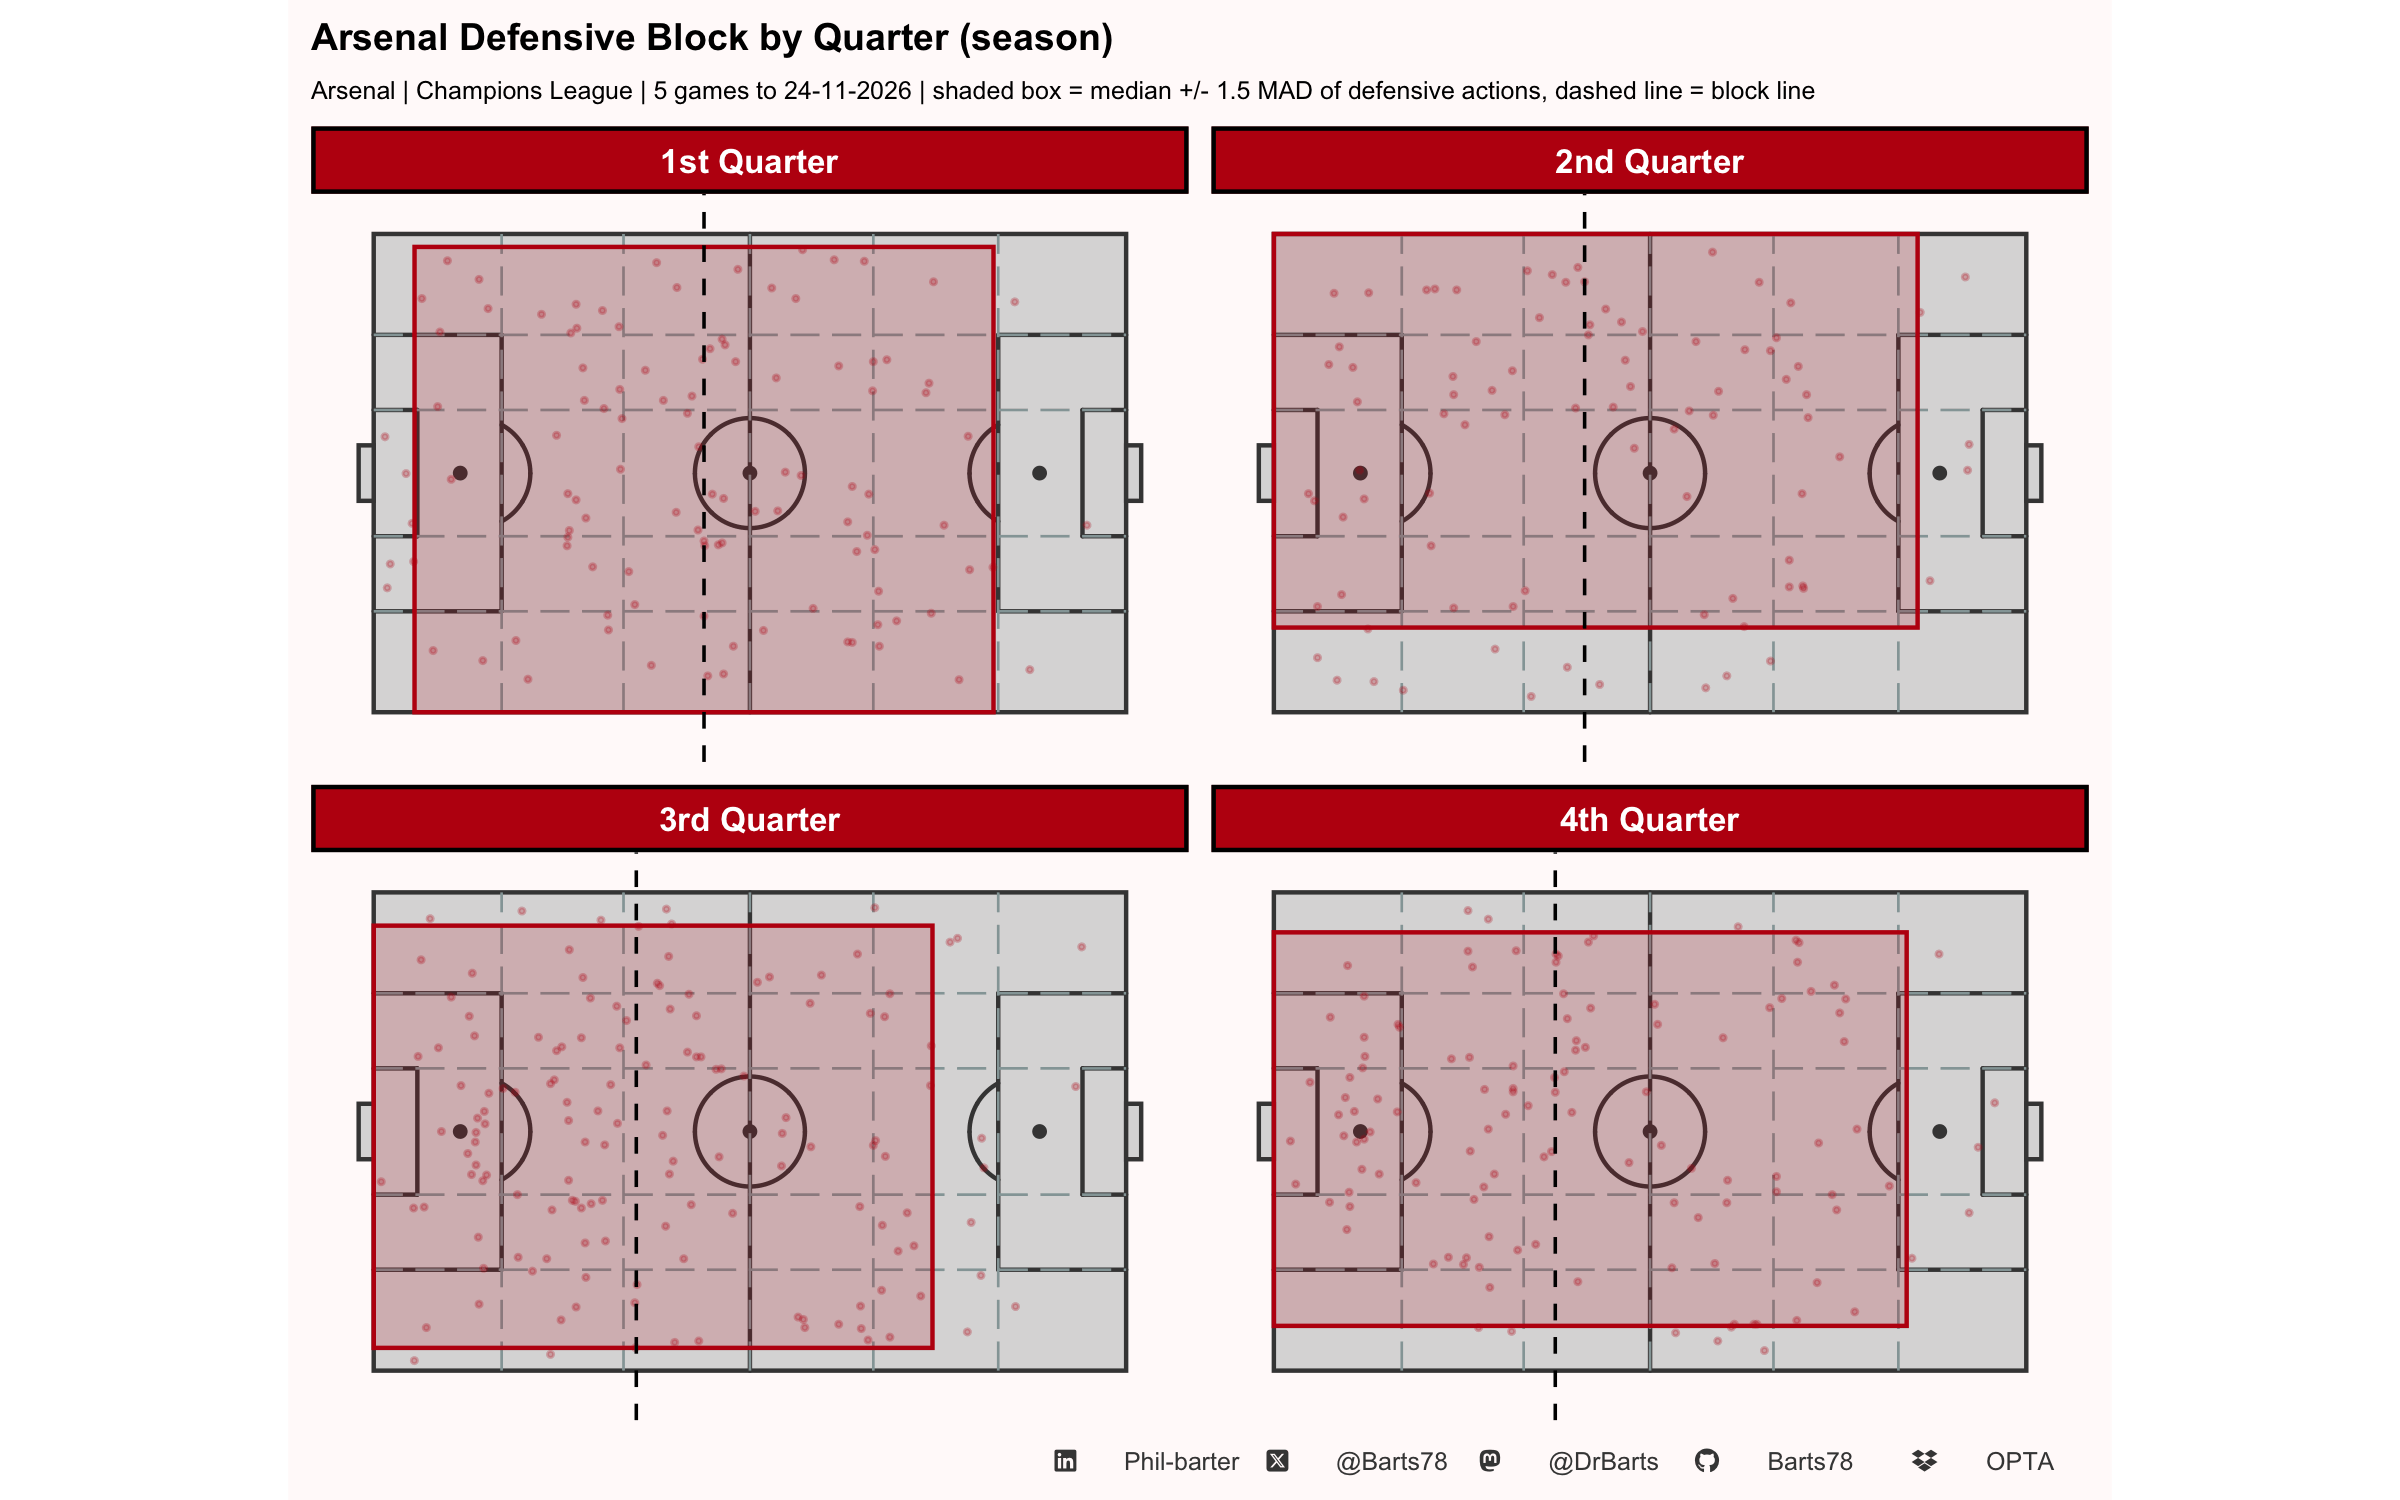 Arsenal Defensive Block by Quarter (season)
Arsenal | Champions League | 5 games to 24-11-2026 | shaded box = median +/- 1.5 MAD of defensive actions, dashed line = block line
1st Quarter
2nd Quarter
3rd Quarter
4th Quarter
Phil-barter @Barts78 @DrBarts Barts78 OPTA